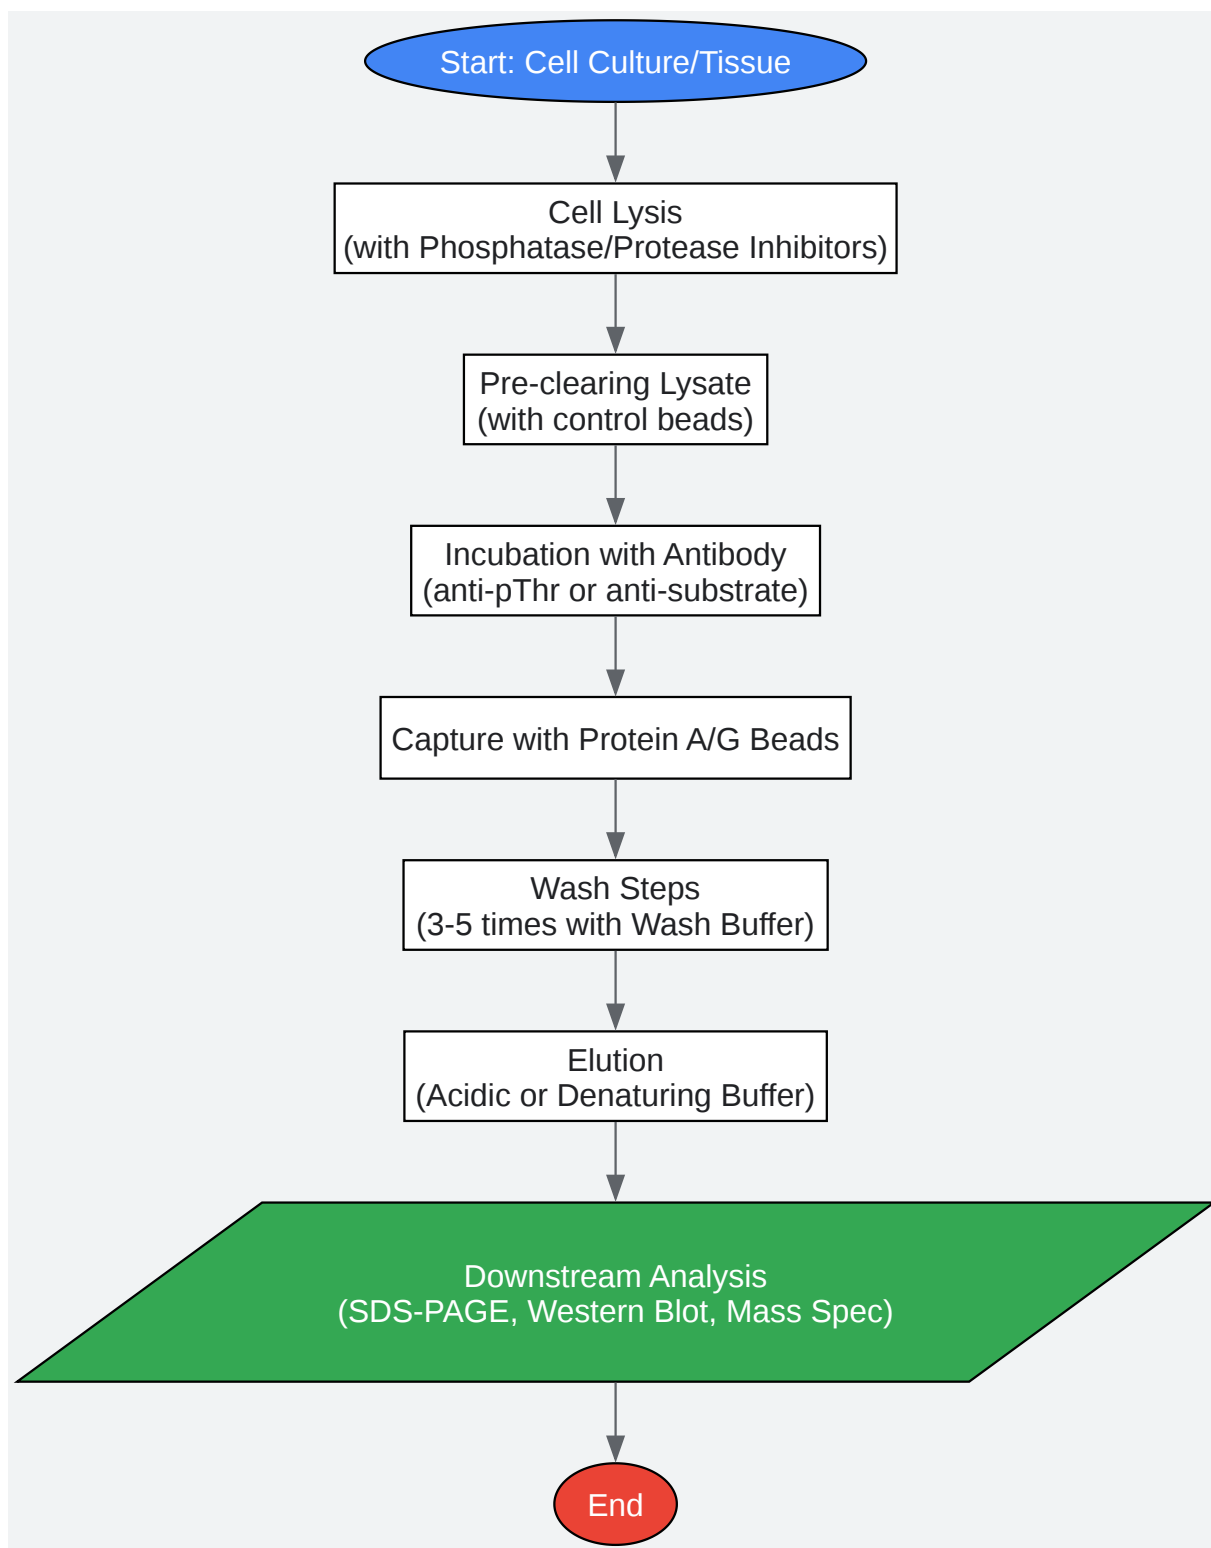 Start: Cell Culture/Tissue
Cell Lysis
(with Phosphatase/Protease Inhibitors)
Pre-clearing Lysate
(with control beads)
Incubation with Antibody
(anti-pThr or anti-substrate)
Capture with Protein A/G Beads
Wash Steps
(3-5 times with Wash Buffer)
Elution
(Acidic or Denaturing Buffer)
Downstream Analysis
(SDS-PAGE, Western Blot, Mass Spec)
End